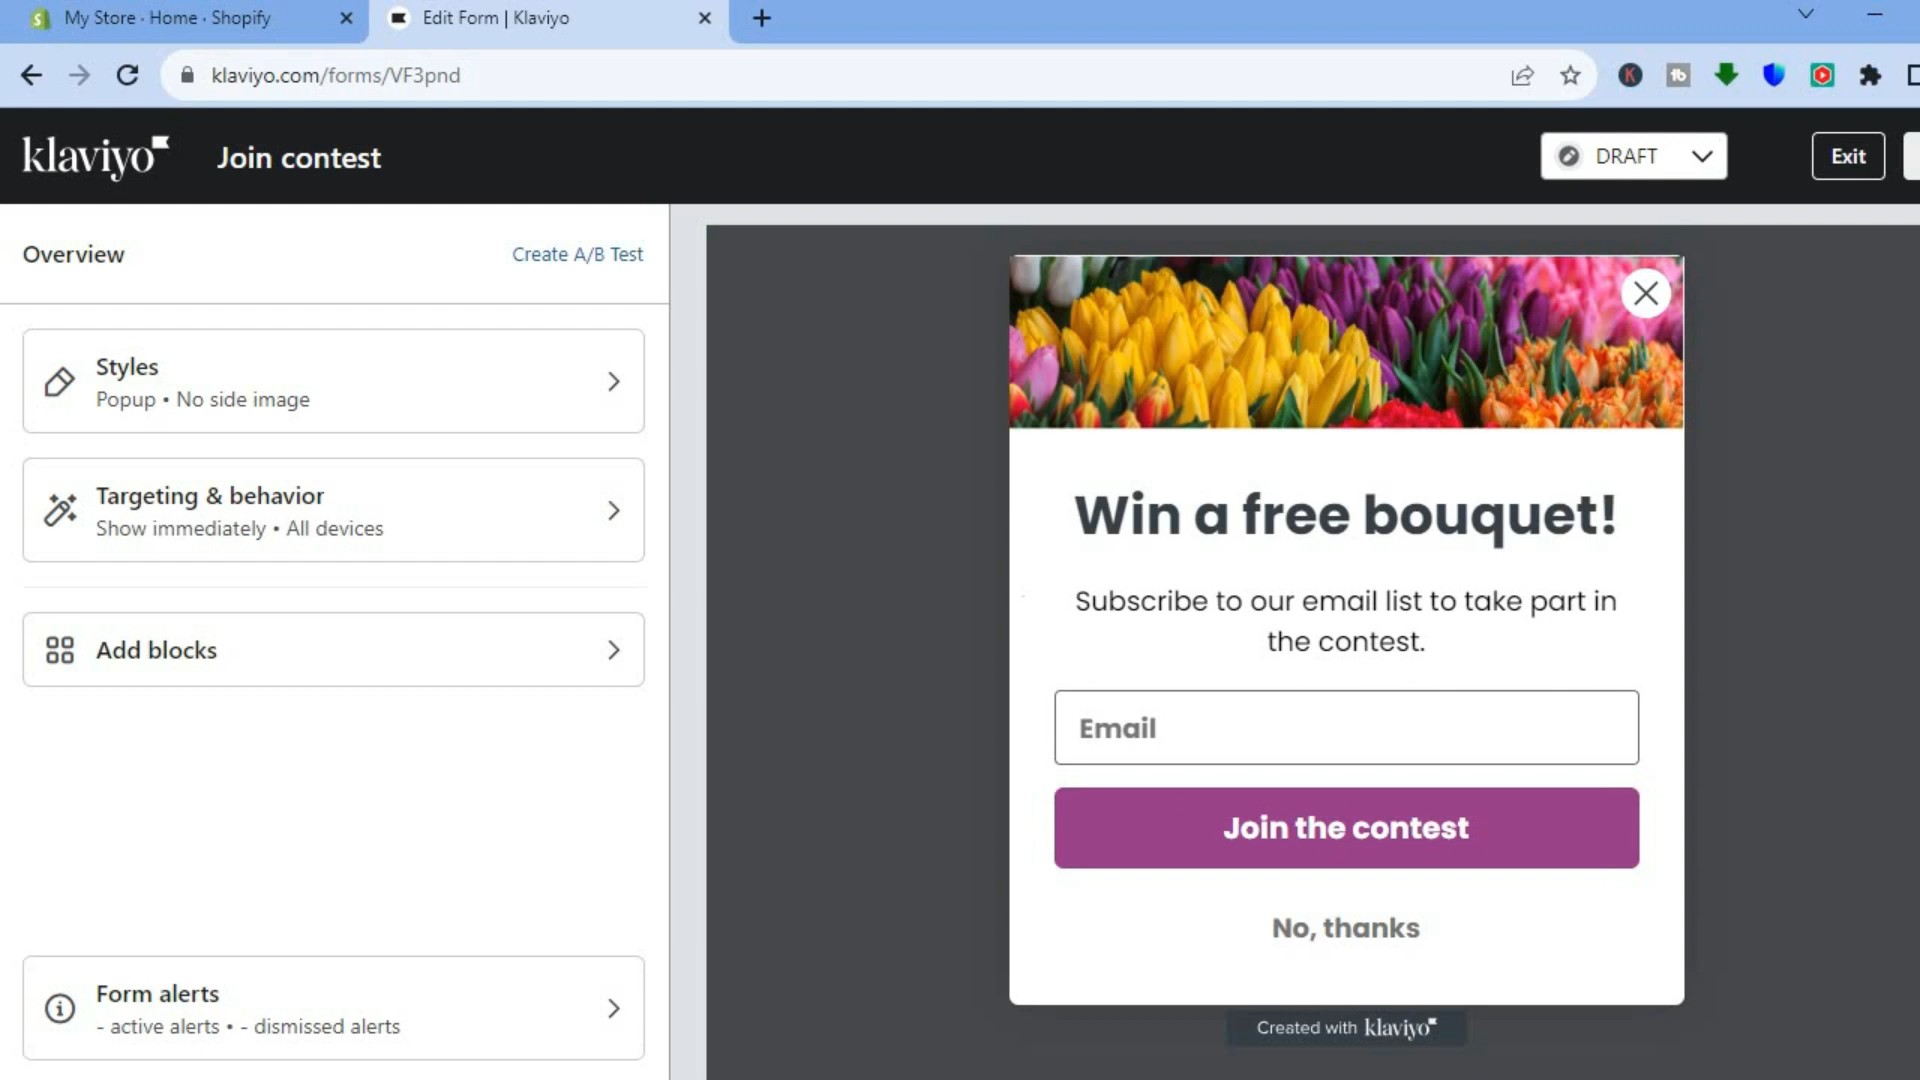 My Store · Home · Shopify
Edit Form | Klaviyo
klaviyo.com/forms/VF3pnd
klaviyo
Join contest
DRAFT
Exit
Overview
Create A/B Test
Styles
Popup • No side image
Targeting & behavior
Show immediately • All devices
Add blocks
Form alerts
- active alerts • - dismissed alerts
Win a free bouquet!
Subscribe to our email list to take part in
the contest.
Email
Join the contest
No, thanks
Created with klaviyo